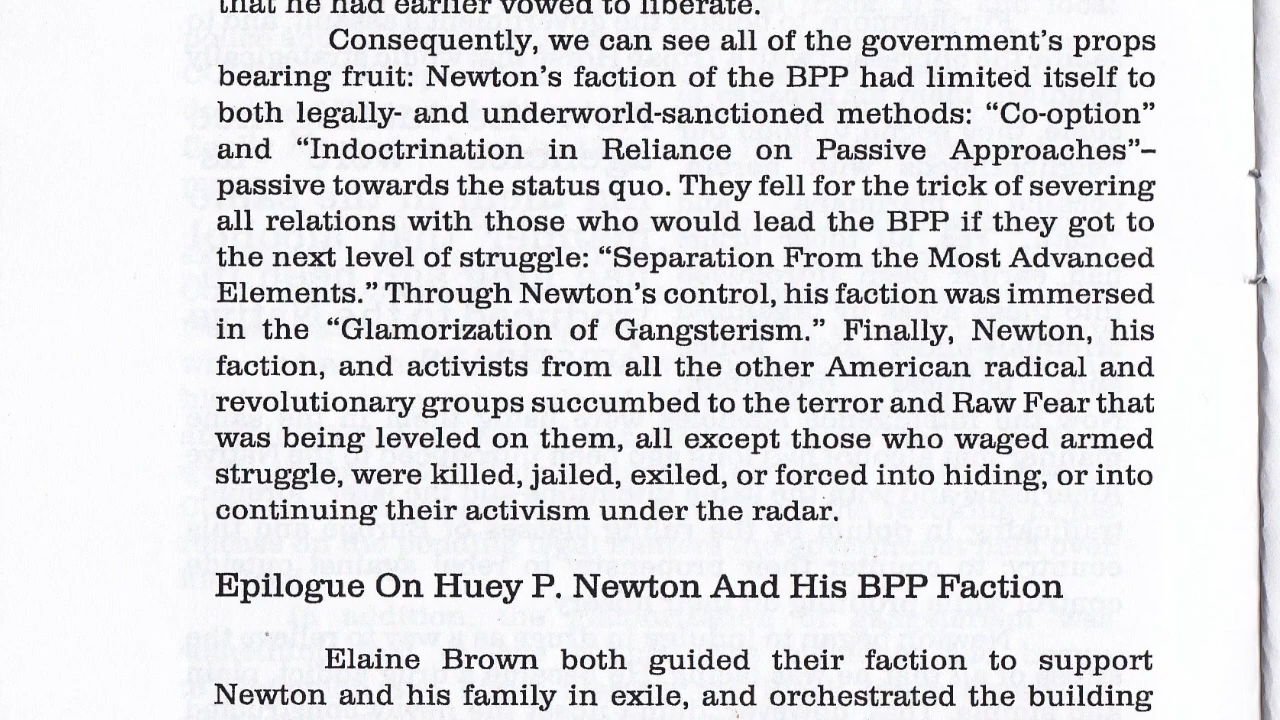 that he had earlier vowed to liberate.
Consequently, we can see all of the government's props
bearing fruit: Newton's faction of the BPP had limited itself to
both legally- and underworld-sanctioned methods: “Co-option”
and “Indoctrination in Reliance on Passive Approaches”–
passive towards the status quo. They fell for the trick of severing
all relations with those who would lead the BPP if they got to
the next level of struggle: “Separation From the Most Advanced
Elements.” Through Newton's control, his faction was immersed
in the “Glamorization of Gangsterism.” Finally, Newton, his
faction, and activists from all the other American radical and
revolutionary groups succumbed to the terror and Raw Fear that
was being leveled on them, all except those who waged armed
struggle, were killed, jailed, exiled, or forced into hiding, or into
continuing their activism under the radar.
Epilogue On Huey P. Newton And His BPP Faction
Elaine Brown both guided their faction to support
Newton and his family in exile, and orchestrated the building